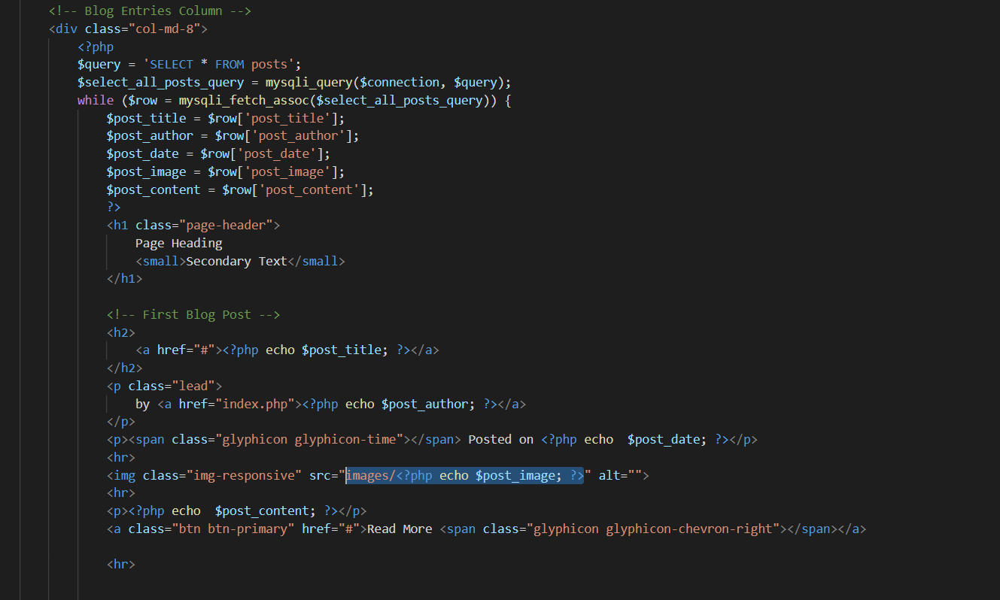 <!-- Blog Entries Column -->
<div class="col-md-8">
<?php
$query = 'SELECT * FROM posts';
$select_all_posts_query = mysqli_query($connection, $query);
while ($row = mysqli_fetch_assoc($select_all_posts_query)) {
$post_title = $row['post_title'];
$post_author = $row['post_author'];
$post_date = $row['post_date'];
$post_image = $row['post_image'];
$post_content = $row['post_content'];
?>
<h1 class="page-header">
Page Heading
<small>Secondary Text</small>
</h1>
<!-- First Blog Post -->
<h2>
<a href="#"><?php echo $post_title; ?></a>
</h2>
<p class="lead">
by <a href="index.php"><?php echo $post_author; ?></a>
</p>
<p><span class="glyphicon glyphicon-time"></span> Posted on <?php echo  $post_date; ?></p>
<hr>
<img class="img-responsive" src="images/<?php echo $post_image; ?>" alt="">
<hr>
<p><?php echo  $post_content; ?></p>
<a class="btn btn-primary" href="#">Read More <span class="glyphicon glyphicon-chevron-right"></span></a>
<hr>